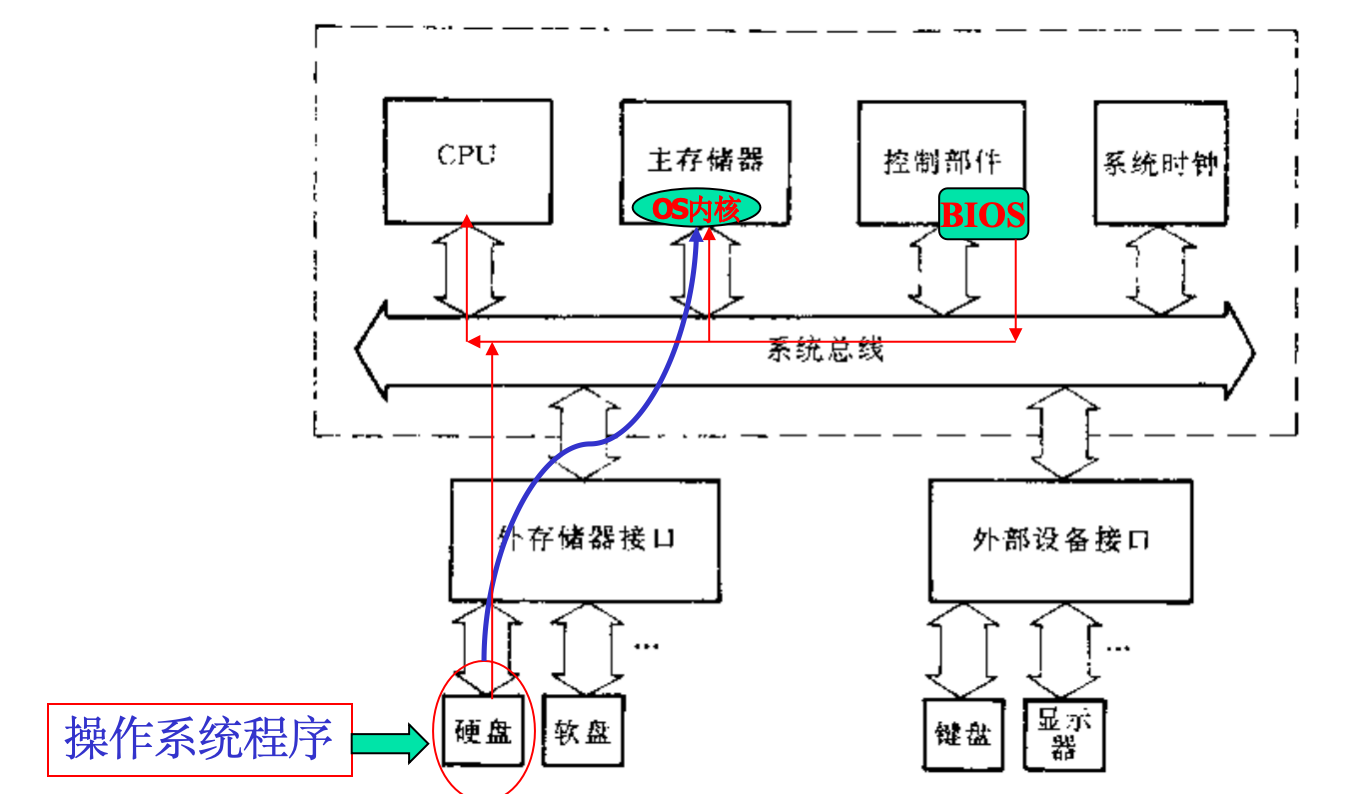 CPU
主存储器
控制部件
系统时钟
OS内核
BIOS
系统总线
外存储器接口
外部设备接口
...
...
操作系统程序
硬盘
软盘
键盘
显示
器